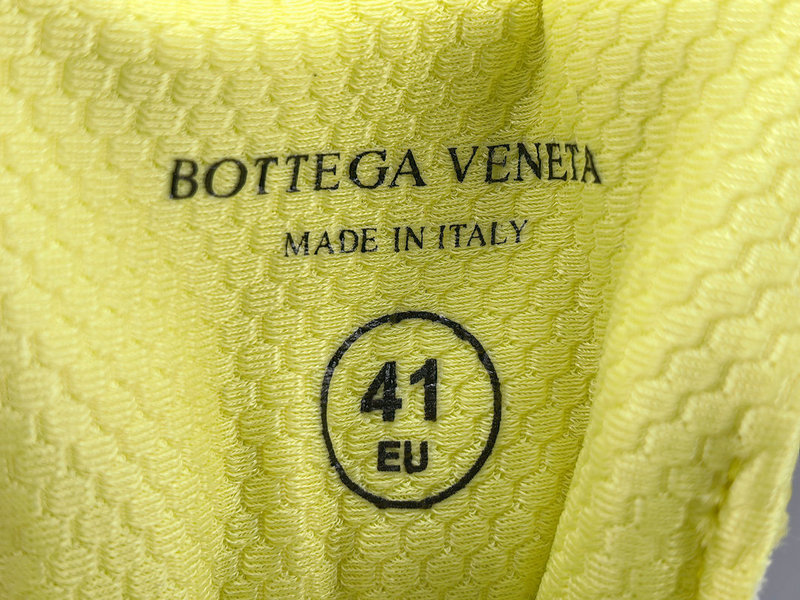 BOTTEGA VENETA
MADE IN ITALY
41
EU